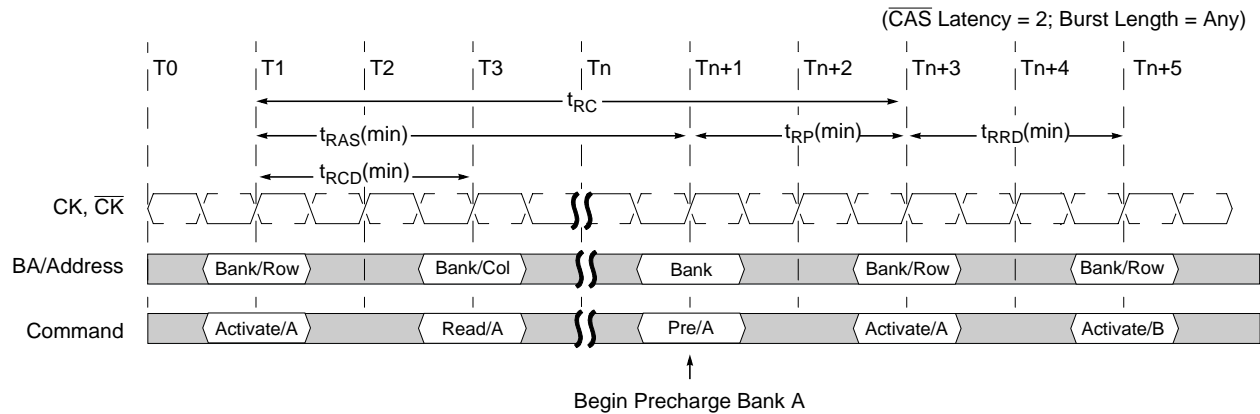 (CAS Latency = 2; Burst Length = Any)
T0 T1 T2 T3 Tn Tn+1 Tn+2 Tn+3 Tn+4 Tn+5
tRC
tRAS(min) tRP(min) tRRD(min)
tRCD(min)
CK, CK
BA/Address Bank/Row Bank/Col Bank Bank/Row Bank/Row
Command Activate/A Read/A Pre/A Activate/A Activate/B
Begin Precharge Bank A